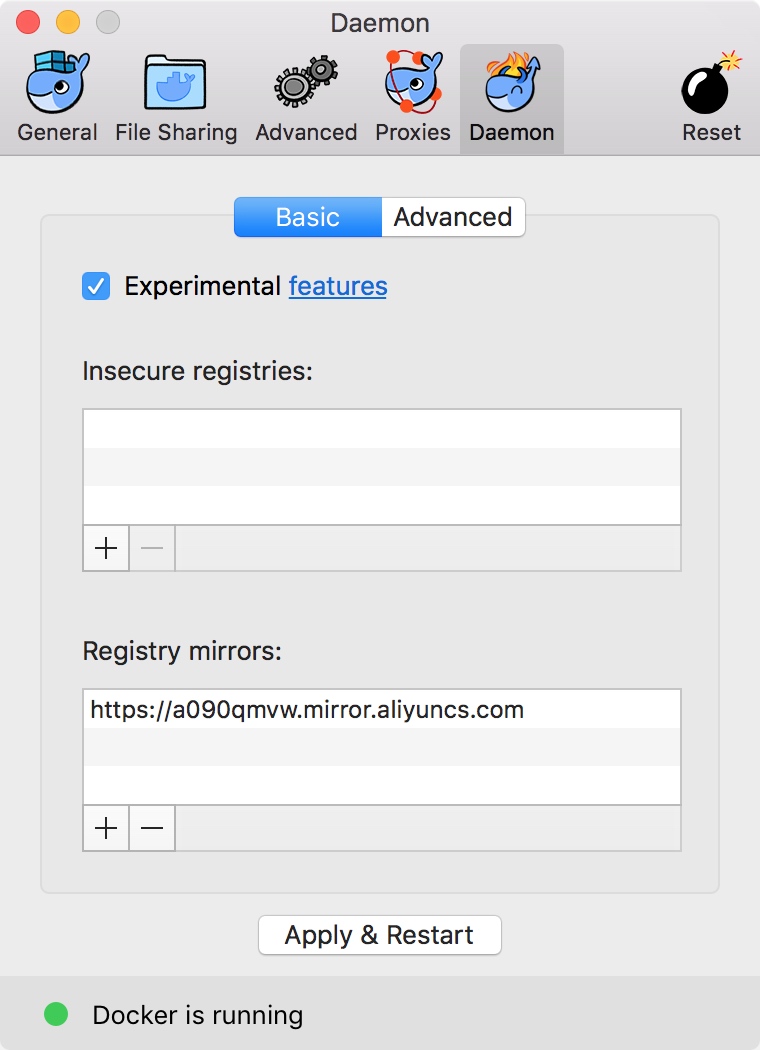 Daemon
General File Sharing Advanced Proxies Daemon Reset
Basic Advanced
Experimental features
Insecure registries:
Registry mirrors:
https://a090qmvw.mirror.aliyuncs.com
Apply & Restart
Docker is running